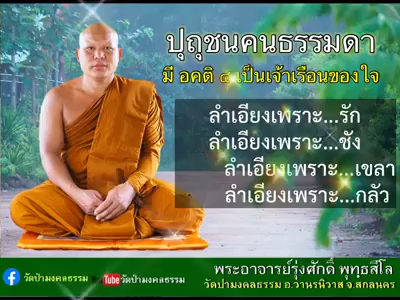 ปุถุชนคนธรรมดา
มี อคติ ๔ เป็นเจ้าเรือนของใจ
ลำเอียงเพราะ...รัก
ลำเอียงเพราะ...ชัง
ลำเอียงเพราะ...เขลา
ลำเอียงเพราะ...กลัว
พระอาจารย์รุ่งศักดิ์ พุทธสีโล
วัดป่ามงคลธรรม YouTube วัดป่ามงคลธรรม วัดป่ามงคลธรรม อ.วานรนิวาส จ.สกลนคร